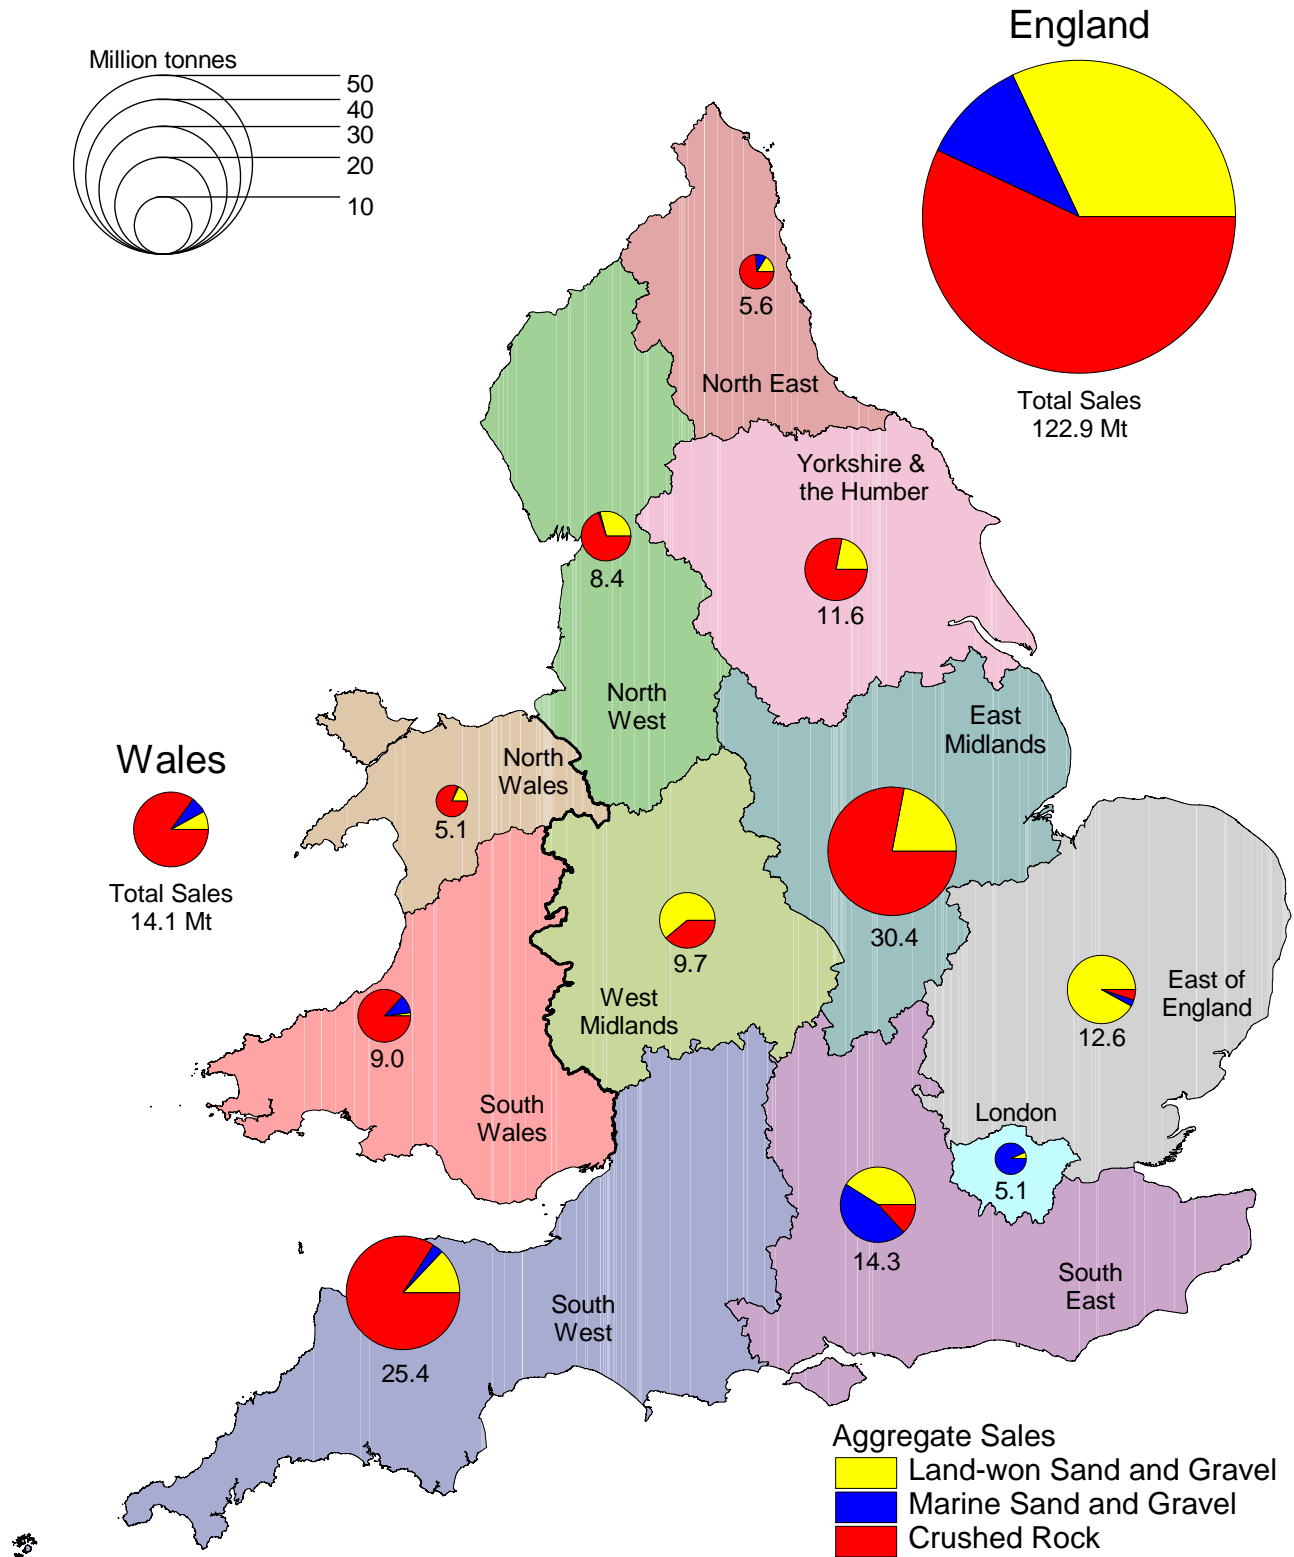 England
Million tonnes
50
40
30
20
10
Total Sales
122.9 Mt
5.6
North East
Yorkshire &
the Humber
8.4
11.6
North
West
East
Midlands
Wales
Total Sales
14.1 Mt
North
Wales
5.1
30.4
9.7
West
Midlands
East of
England
12.6
9.0
South
Wales
London
5.1
14.3
South
East
South
West
25.4
Aggregate Sales
Land-won Sand and Gravel
Marine Sand and Gravel
Crushed Rock